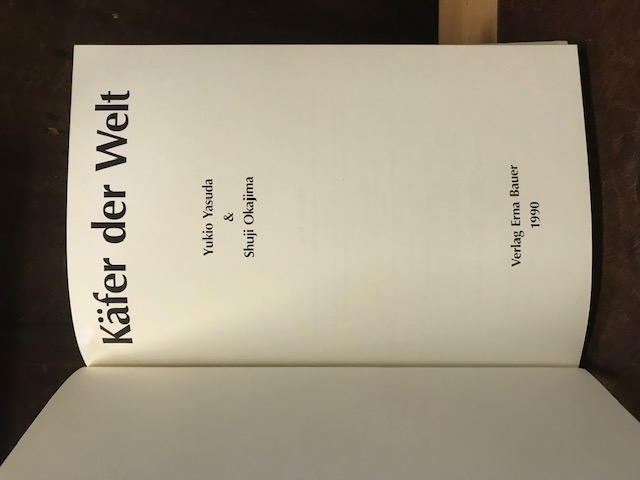 Käfer der Welt
Yukio Yasuda
&
Shuji Okajima
Verlag Erna Bauer
1990